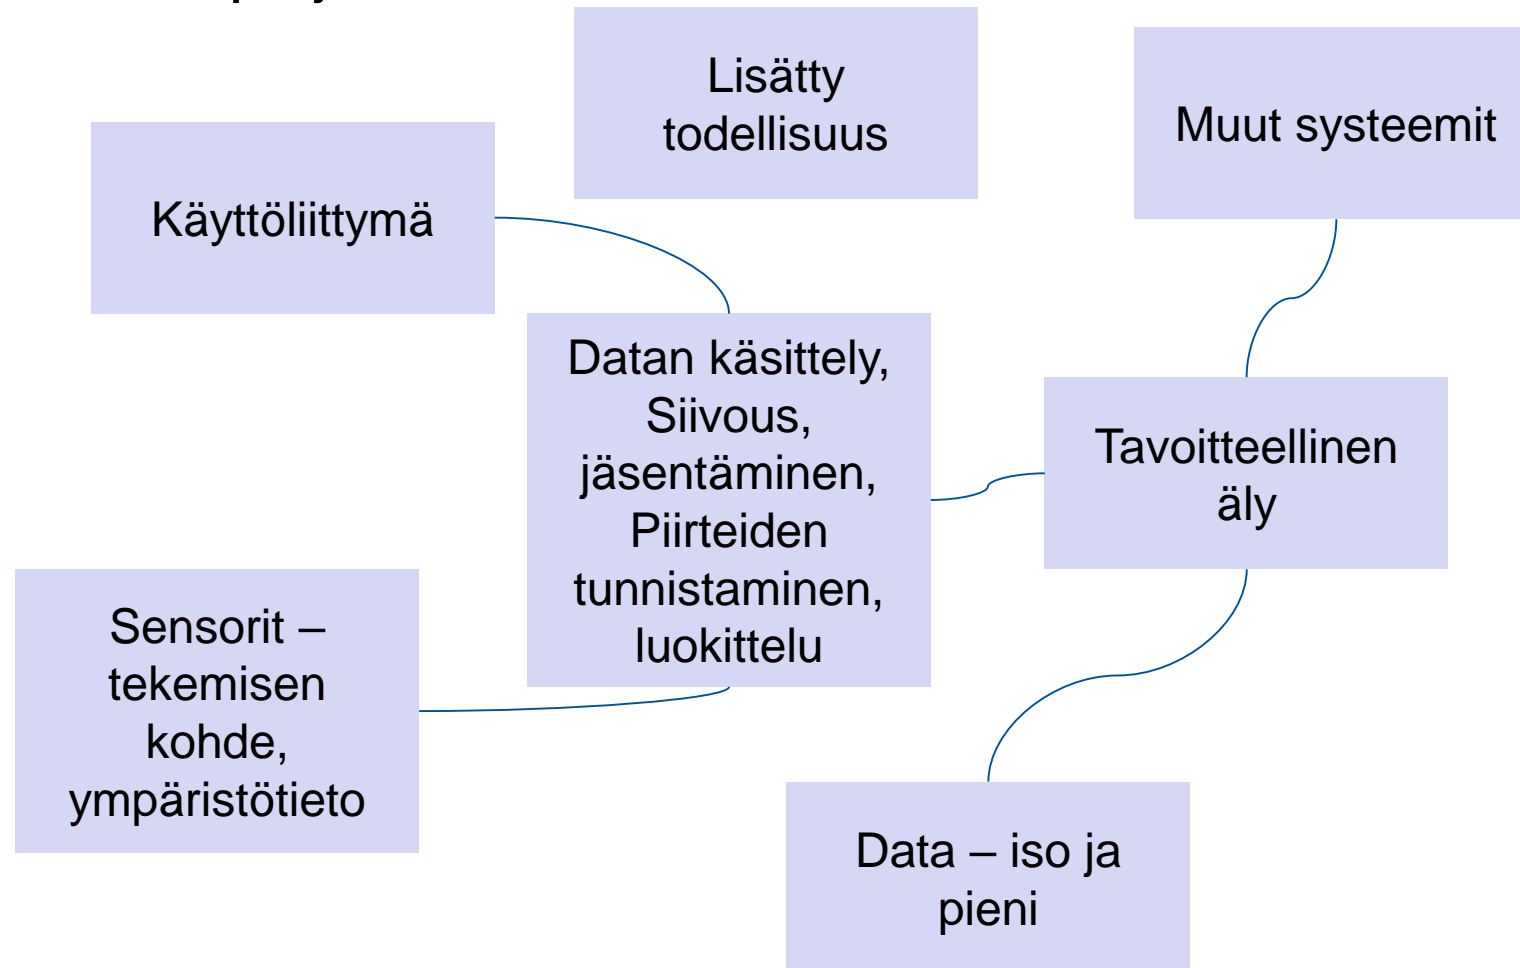 Lisätty
todellisuus
Muut systeemit
Käyttöliittymä
Datan käsittely,
Siivous,
jäsentäminen,
Piirteiden
tunnistaminen,
luokittelu
Tavoitteellinen
äly
Sensorit –
tekemisen
kohde,
ympäristötieto
Data – iso ja
pieni